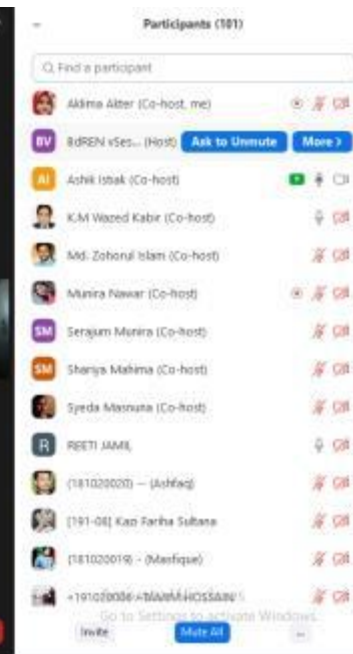 Participants (101)
Find a participant
Aklima Akter (Co-host, me)
BV BdREN vSes... (Host) Ask to Unmute More >
AI Ashik Istiak (Co-host)
K.M Wazed Kabir (Co-host)
Md. Zohorul Islam (Co-host)
Munira Nawar (Co-host)
SM Serajum Munira (Co-host)
SM Shariya Mahima (Co-host)
Syeda Masnuna (Co-host)
R REETI JAMIL
(181020020) -- (Ashfaq)
[191-08] Kazi Fariha Sultana
(181020019) - (Manfique)
HOSSAIN
Go to Settings to activate Windows.
Invite Mute All ...